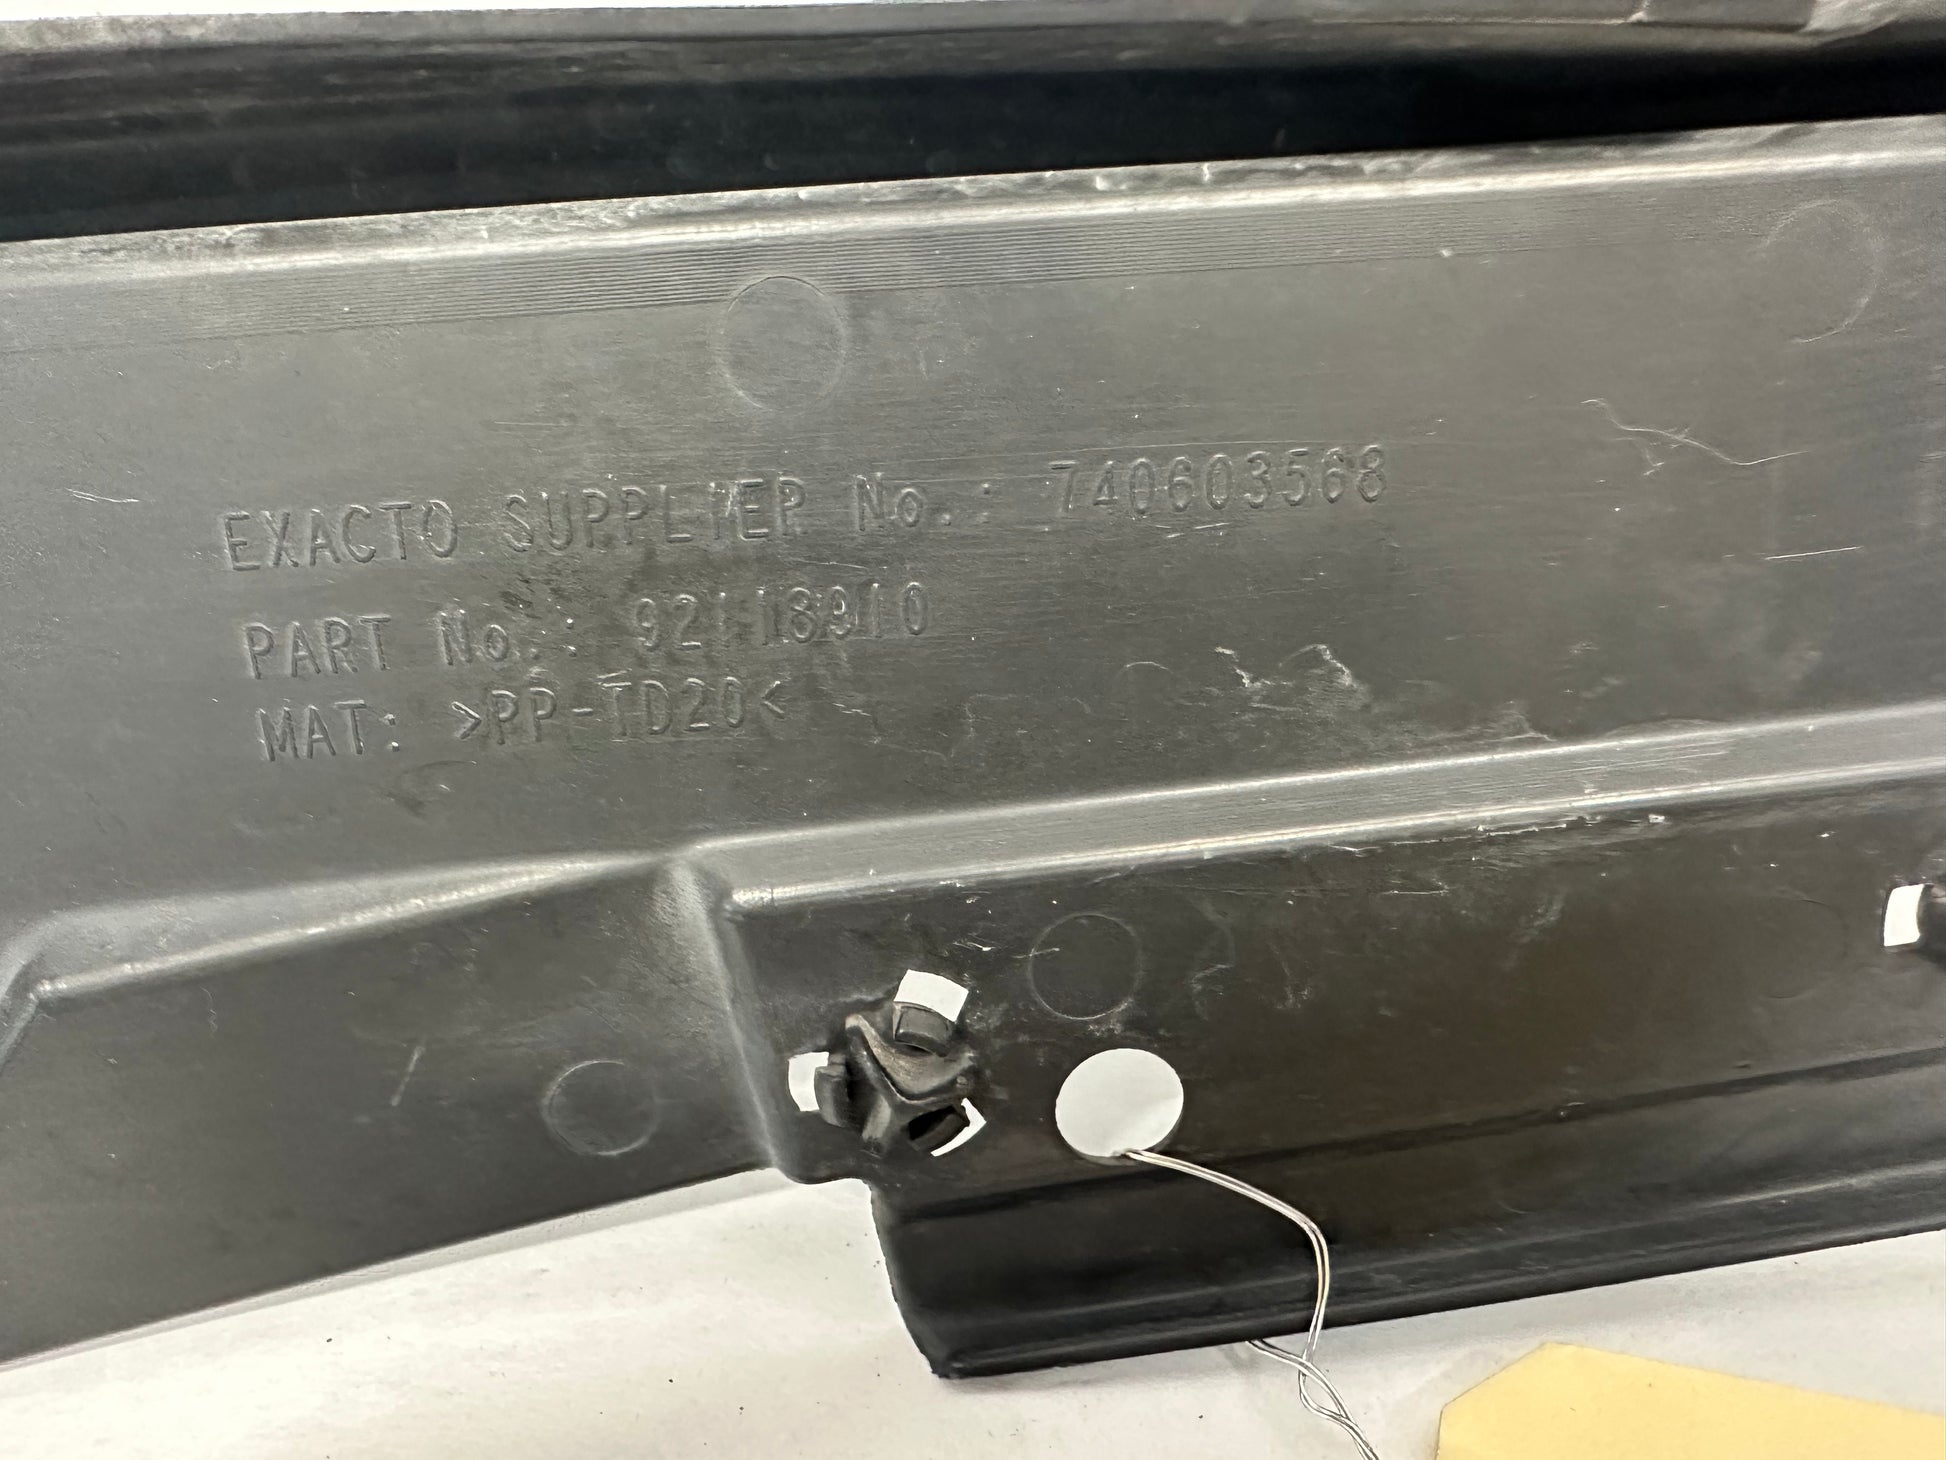 EXACTO SUPPLIER No.: 740603568
PART No.: 92118910
MAT: >PP-TD20<